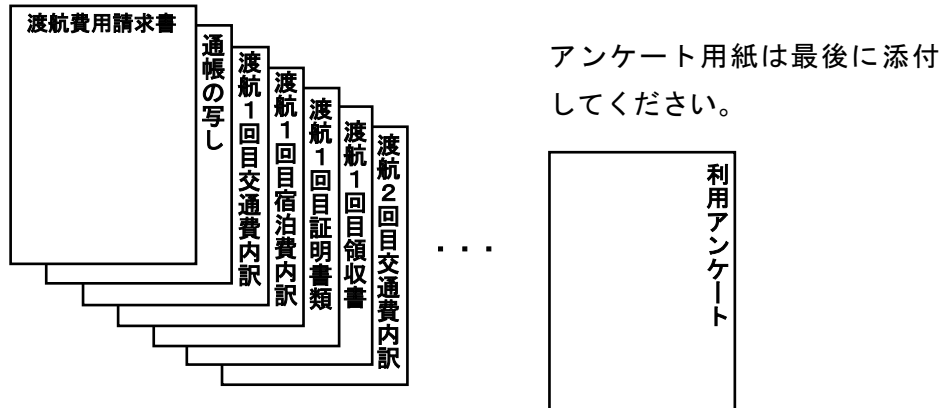 渡航費用請求書
通帳の写し
渡航1回目交通費内訳
渡航1回目宿泊費内訳
渡航1回目証明書類
渡航1回目領収書
渡航2回目交通費内訳
・・・
アンケート用紙は最後に添付
してください。
利用アンケート